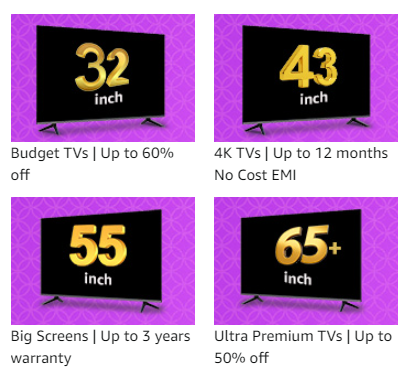 32
inch
Budget TVs | Up to 60%
off
43
inch
4K TVs | Up to 12 months
No Cost EMI
55
inch
Big Screens | Up to 3 years
warranty
65+
inch
Ultra Premium TVs | Up to
50% off